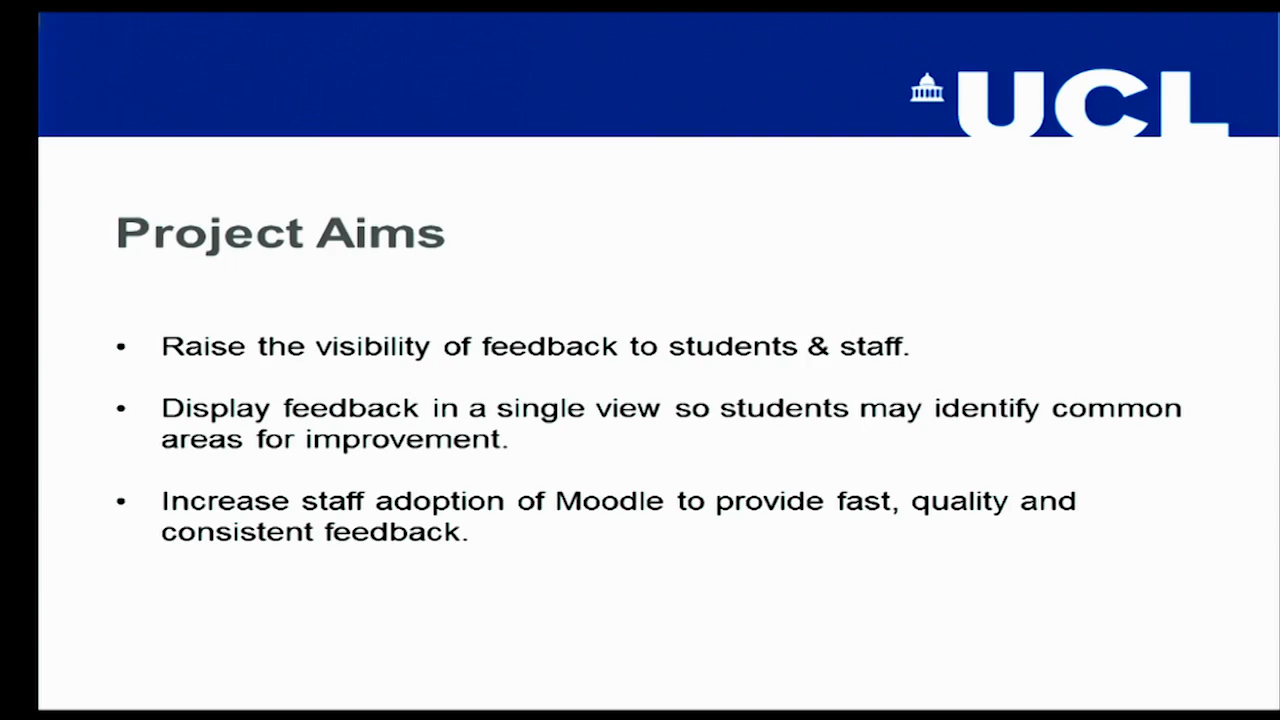 UCL
Project Aims
• Raise the visibility of feedback to students & staff.
• Display feedback in a single view so students may identify common
areas for improvement.
• Increase staff adoption of Moodle to provide fast, quality and
consistent feedback.